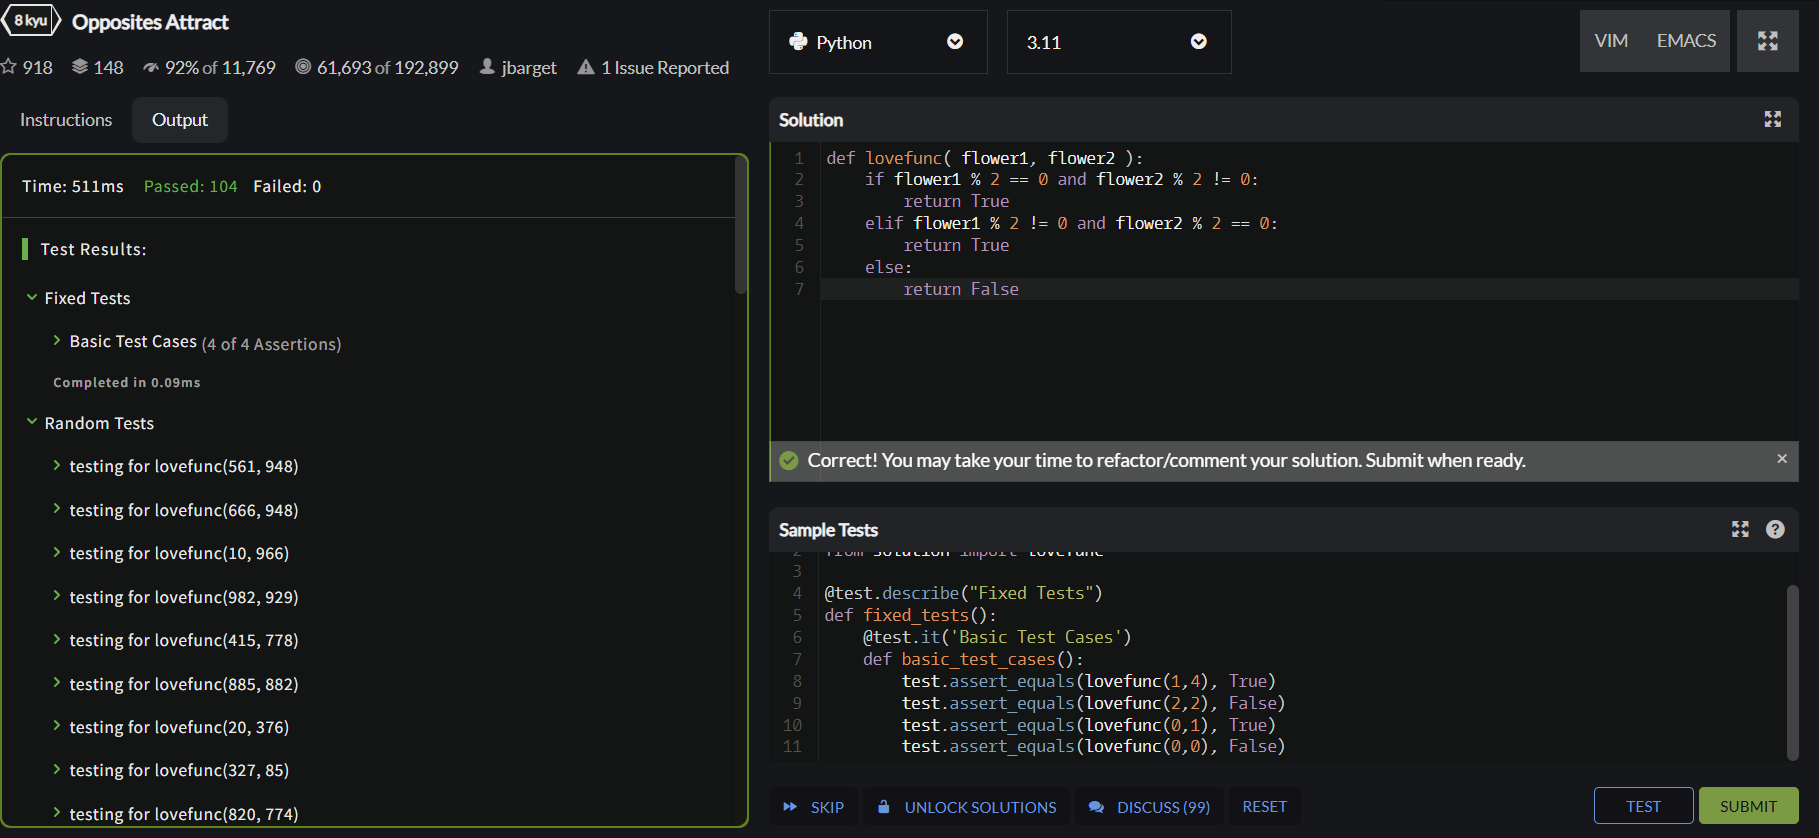 8 kyu Opposites Attract
918 148 92% of 11,769 61,693 of 192,899 jbarget 1 Issue Reported
Instructions Output
Time: 511ms Passed: 104 Failed: 0
Test Results:
Fixed Tests
Basic Test Cases (4 of 4 Assertions)
Completed in 0.09ms
Random Tests
testing for lovefunc(561, 948)
testing for lovefunc(666, 948)
testing for lovefunc(10, 966)
testing for lovefunc(982, 929)
testing for lovefunc(415, 778)
testing for lovefunc(885, 882)
testing for lovefunc(20, 376)
testing for lovefunc(327, 85)
testing for lovefunc(820, 774)
Python 3.11 VIM EMACS
Solution
1 def lovefunc( flower1, flower2 ):
2 if flower1 % 2 == 0 and flower2 % 2 != 0:
3 return True
4 elif flower1 % 2 != 0 and flower2 % 2 == 0:
5 return True
6 else:
7 return False
Correct! You may take your time to refactor/comment your solution. Submit when ready.
Sample Tests
2 from solution import lovefunc
3
4 @test.describe("Fixed Tests")
5 def fixed_tests():
6 @test.it('Basic Test Cases')
7 def basic_test_cases():
8 test.assert_equals(lovefunc(1,4), True)
9 test.assert_equals(lovefunc(2,2), False)
10 test.assert_equals(lovefunc(0,1), True)
11 test.assert_equals(lovefunc(0,0), False)
SKIP UNLOCK SOLUTIONS DISCUSS (99) RESET TEST SUBMIT